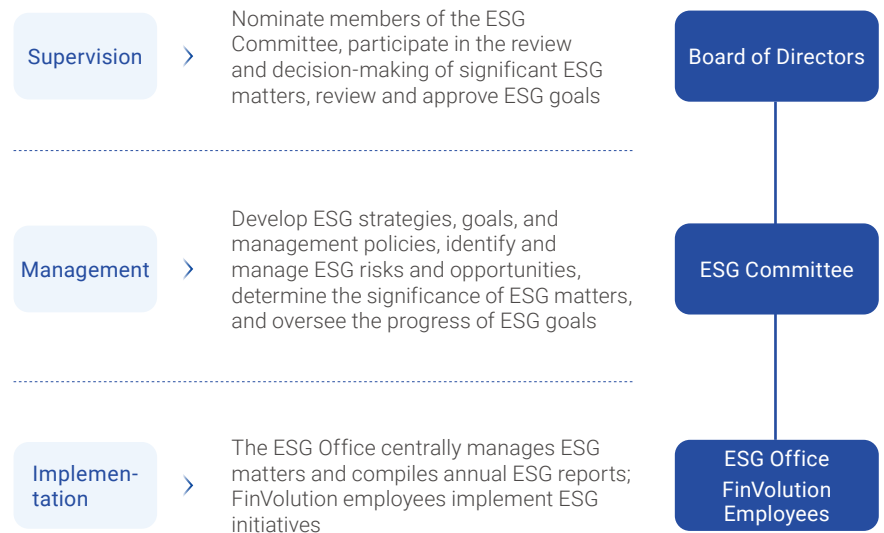 Supervision
Nominate members of the ESG
Committee, participate in the review
and decision-making of significant ESG
matters, review and approve ESG goals
Board of Directors
Management
Develop ESG strategies, goals, and
management policies, identify and
manage ESG risks and opportunities,
determine the significance of ESG matters,
and oversee the progress of ESG goals
ESG Committee
Implemen-
tation
The ESG Office centrally manages ESG
matters and compiles annual ESG reports;
FinVolution employees implement ESG
initiatives
ESG Office
FinVolution
Employees